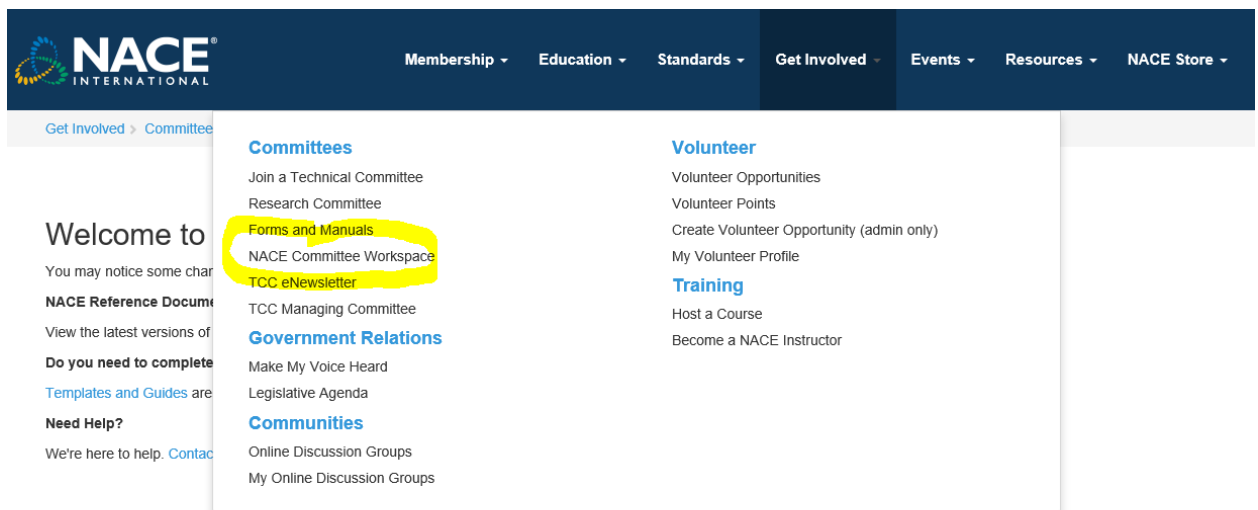 NACE®
INTERNATIONAL
Membership Education Standards Get Involved Events Resources NACE Store
Get Involved > Committee
Committees
Join a Technical Committee
Research Committee
Forms and Manuals
NACE Committee Workspace
TCC eNewsletter
TCC Managing Committee
Government Relations
Make My Voice Heard
Legislative Agenda
Communities
Online Discussion Groups
My Online Discussion Groups
Volunteer
Volunteer Opportunities
Volunteer Points
Create Volunteer Opportunity (admin only)
My Volunteer Profile
Training
Host a Course
Become a NACE Instructor
Welcome to
You may notice some char
NACE Reference Docume
View the latest versions of
Do you need to complete
Templates and Guides are
Need Help?
We're here to help. Contac